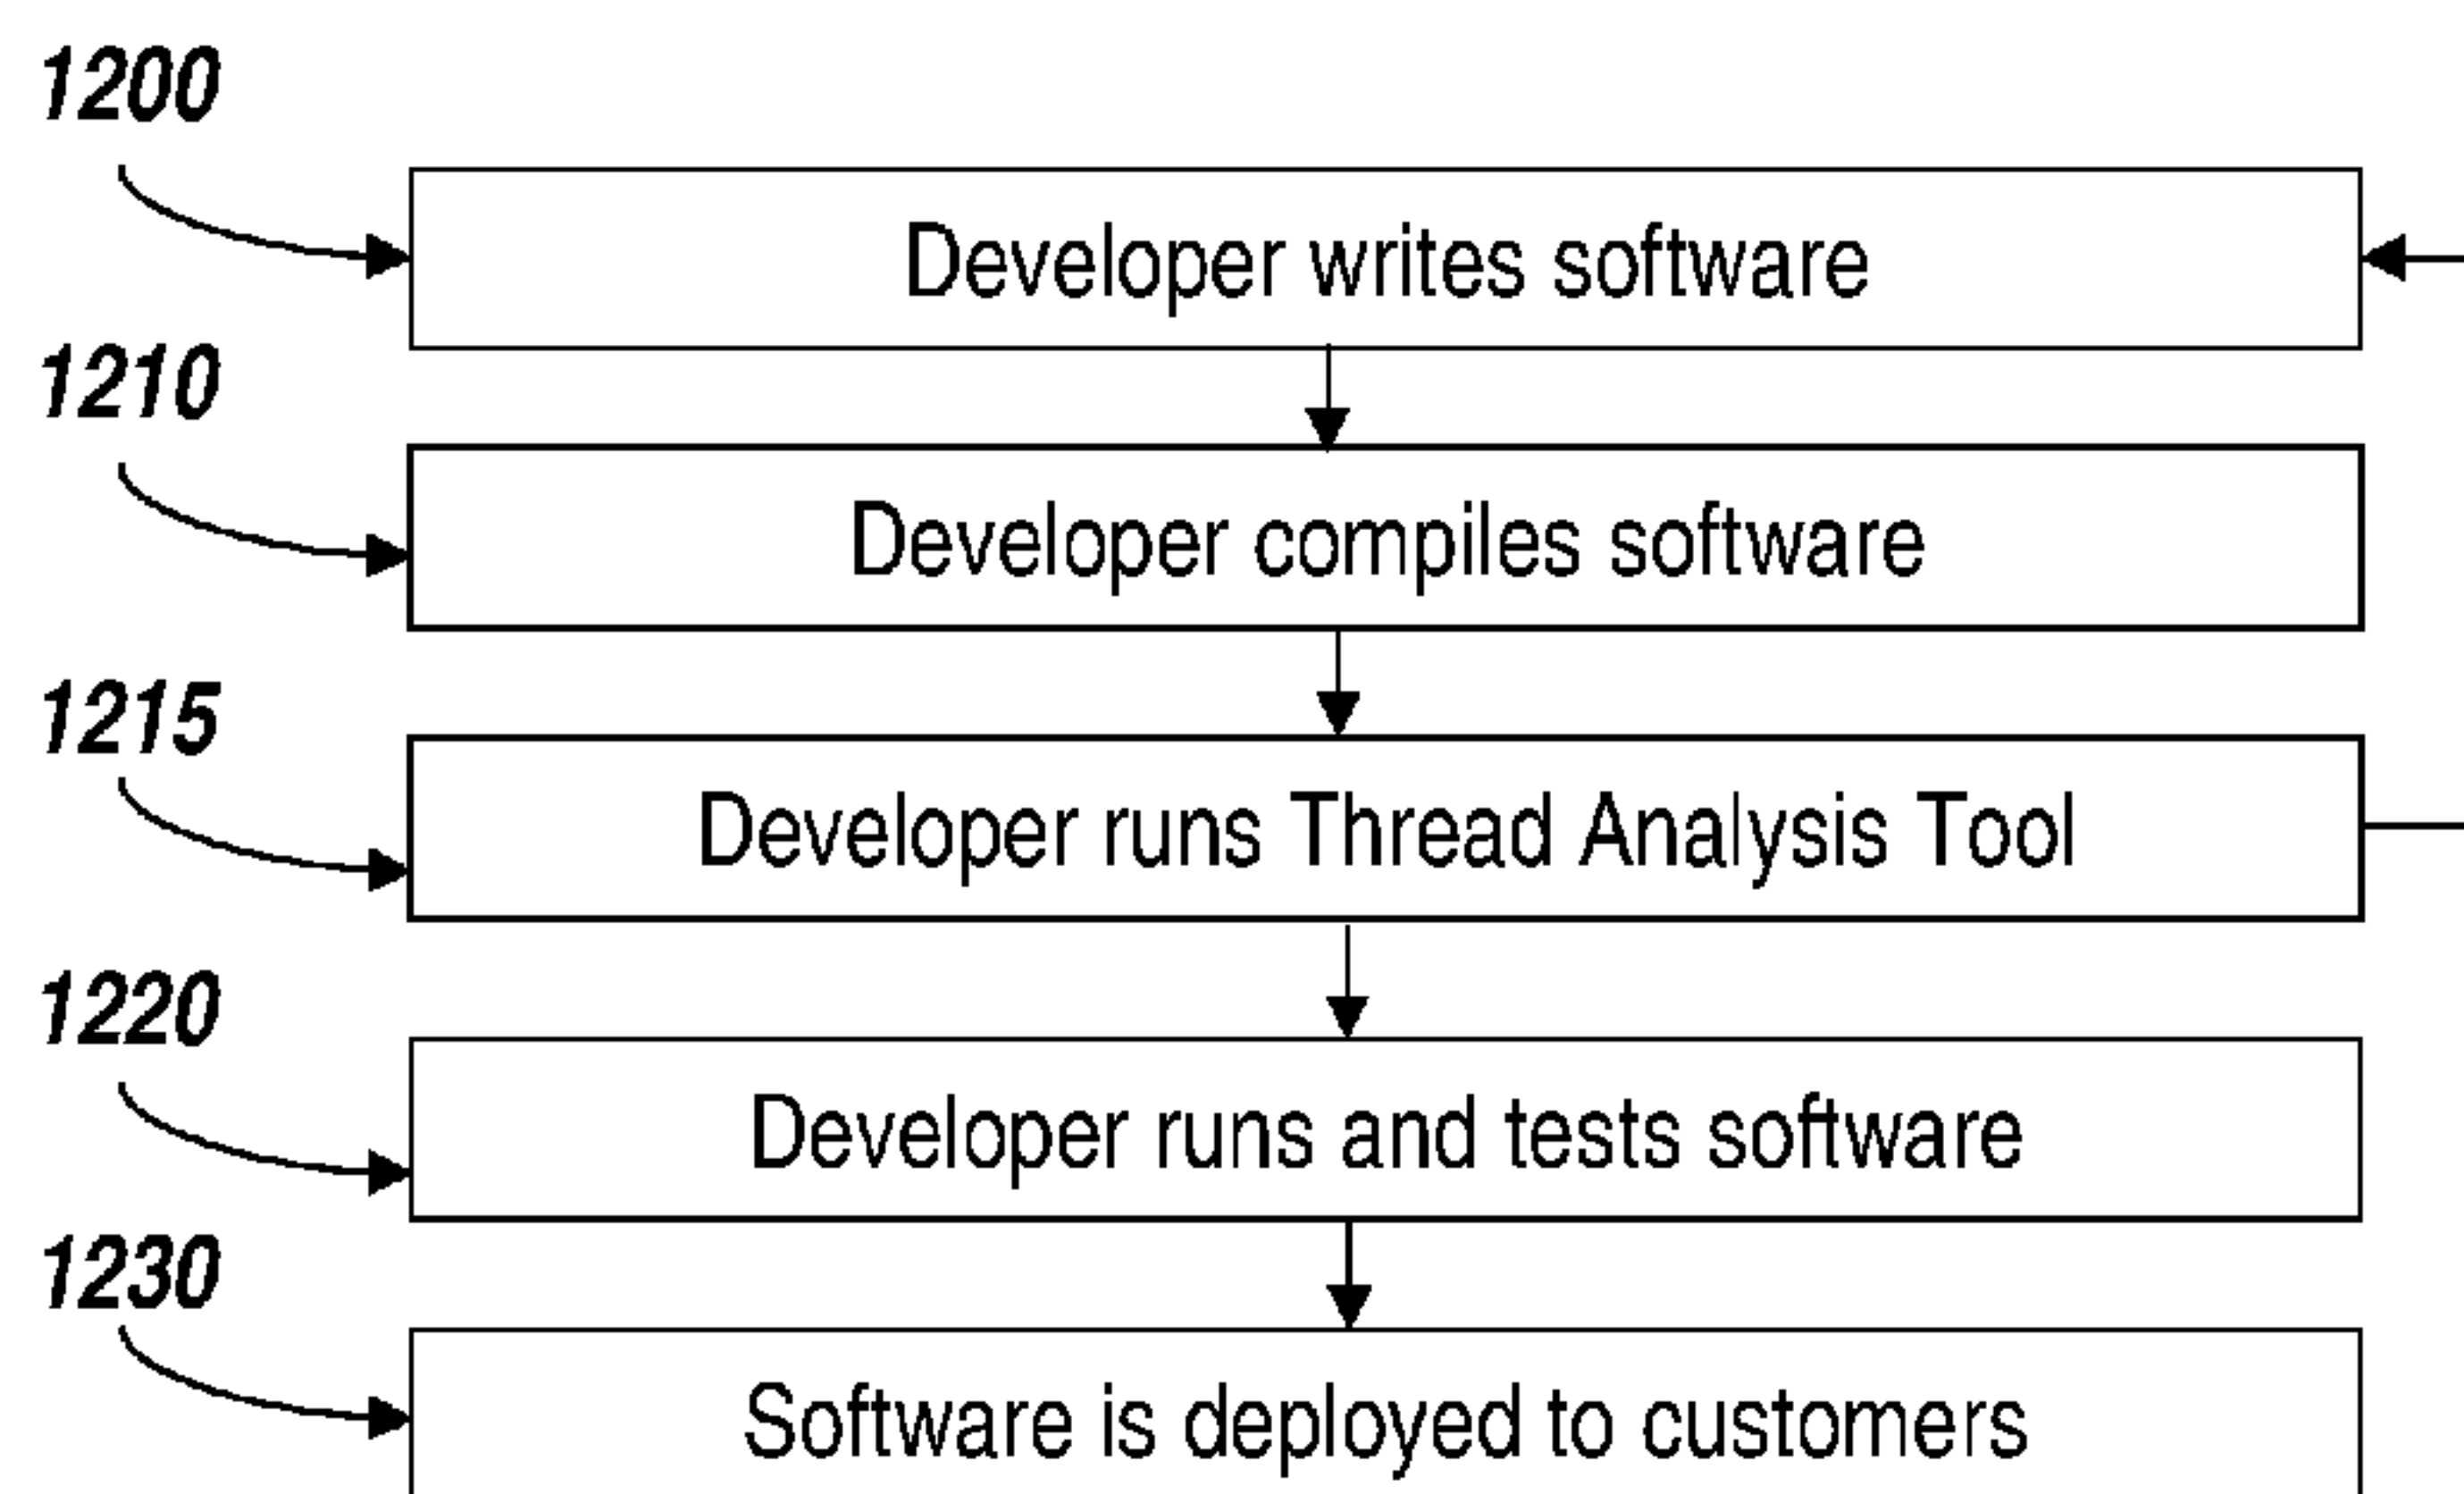 1200
Developer writes software
1210
Developer compiles software
1215
Developer runs Thread Analysis Tool
1220
Developer runs and tests software
1230
Software is deployed to customers